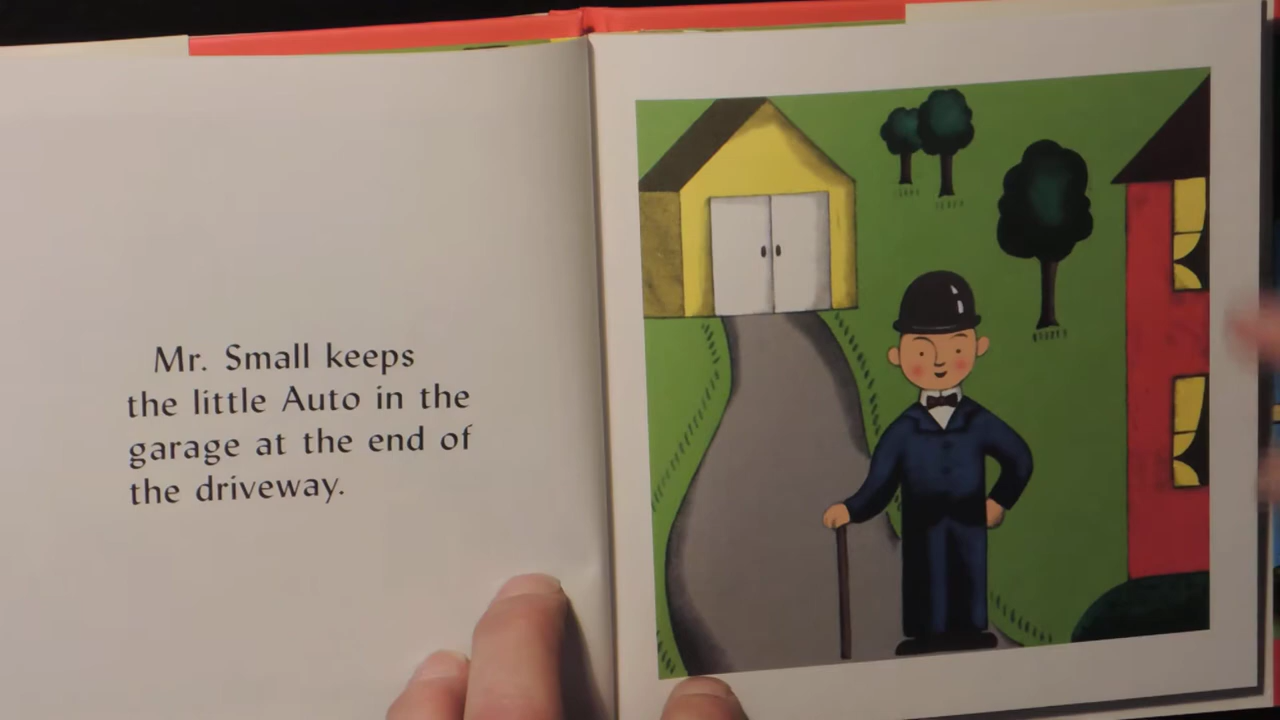 Mr. Small keeps
the little Auto in the
garage at the end of
the driveway.